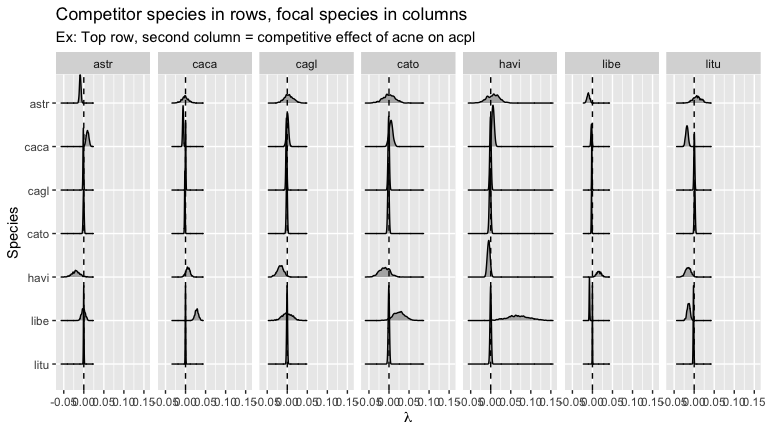 Competitor species in rows, focal species in columns
Ex: Top row, second column = competitive effect of acne on acpl
astr caca cagl cato havi libe litu
Species
astr
caca
cagl
cato
havi
libe
litu
-0.05 0.00 0.05 0.10 0.15 -0.05 0.00 0.05 0.10 0.15 -0.05 0.00 0.05 0.10 0.15 -0.05 0.00 0.05 0.10 0.15 -0.05 0.00 0.05 0.10 0.15 -0.05 0.00 0.05 0.10 0.15 -0.05 0.00 0.05 0.10 0.15
λ